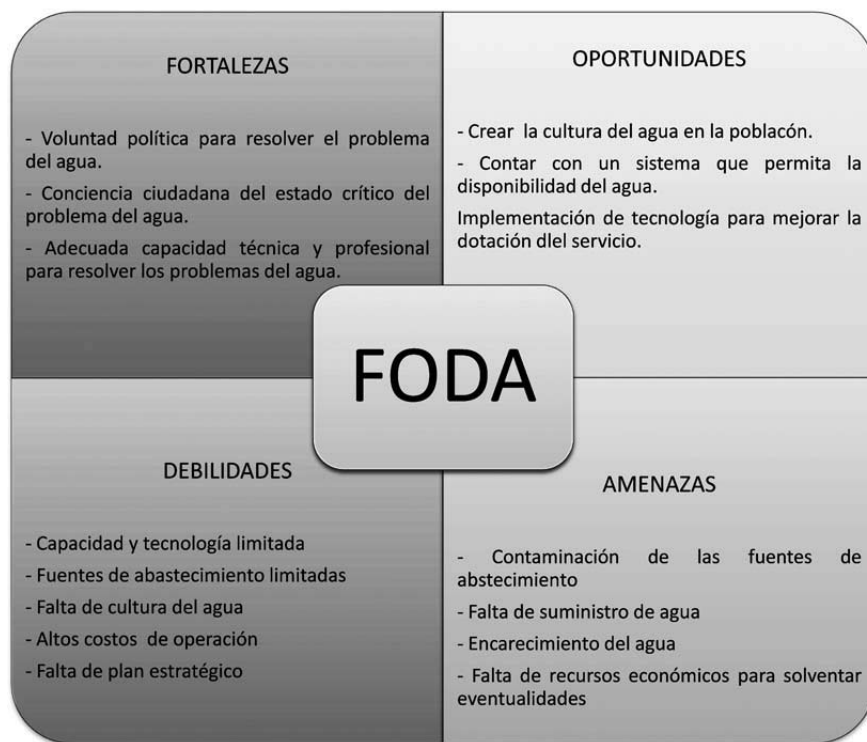 FORTALEZAS
- Voluntad política para resolver el problema
del agua.
- Conciencia ciudadana del estado crítico del
problema del agua.
- Adecuada capacidad técnica y profesional
para resolver los problemas del agua.
OPORTUNIDADES
- Crear la cultura del agua en la poblacón.
- Contar con un sistema que permita la
disponibilidad del agua.
Implementación de tecnología para mejorar la
dotación dlel servicio.
FODA
DEBILIDADES
- Capacidad y tecnología limitada
- Fuentes de abastecimiento limitadas
- Falta de cultura del agua
- Altos costos de operación
- Falta de plan estratégico
AMENAZAS
- Contaminación de las fuentes de
abstecimiento
- Falta de suministro de agua
- Encarecimiento del agua
- Falta de recursos económicos para solventar
eventualidades